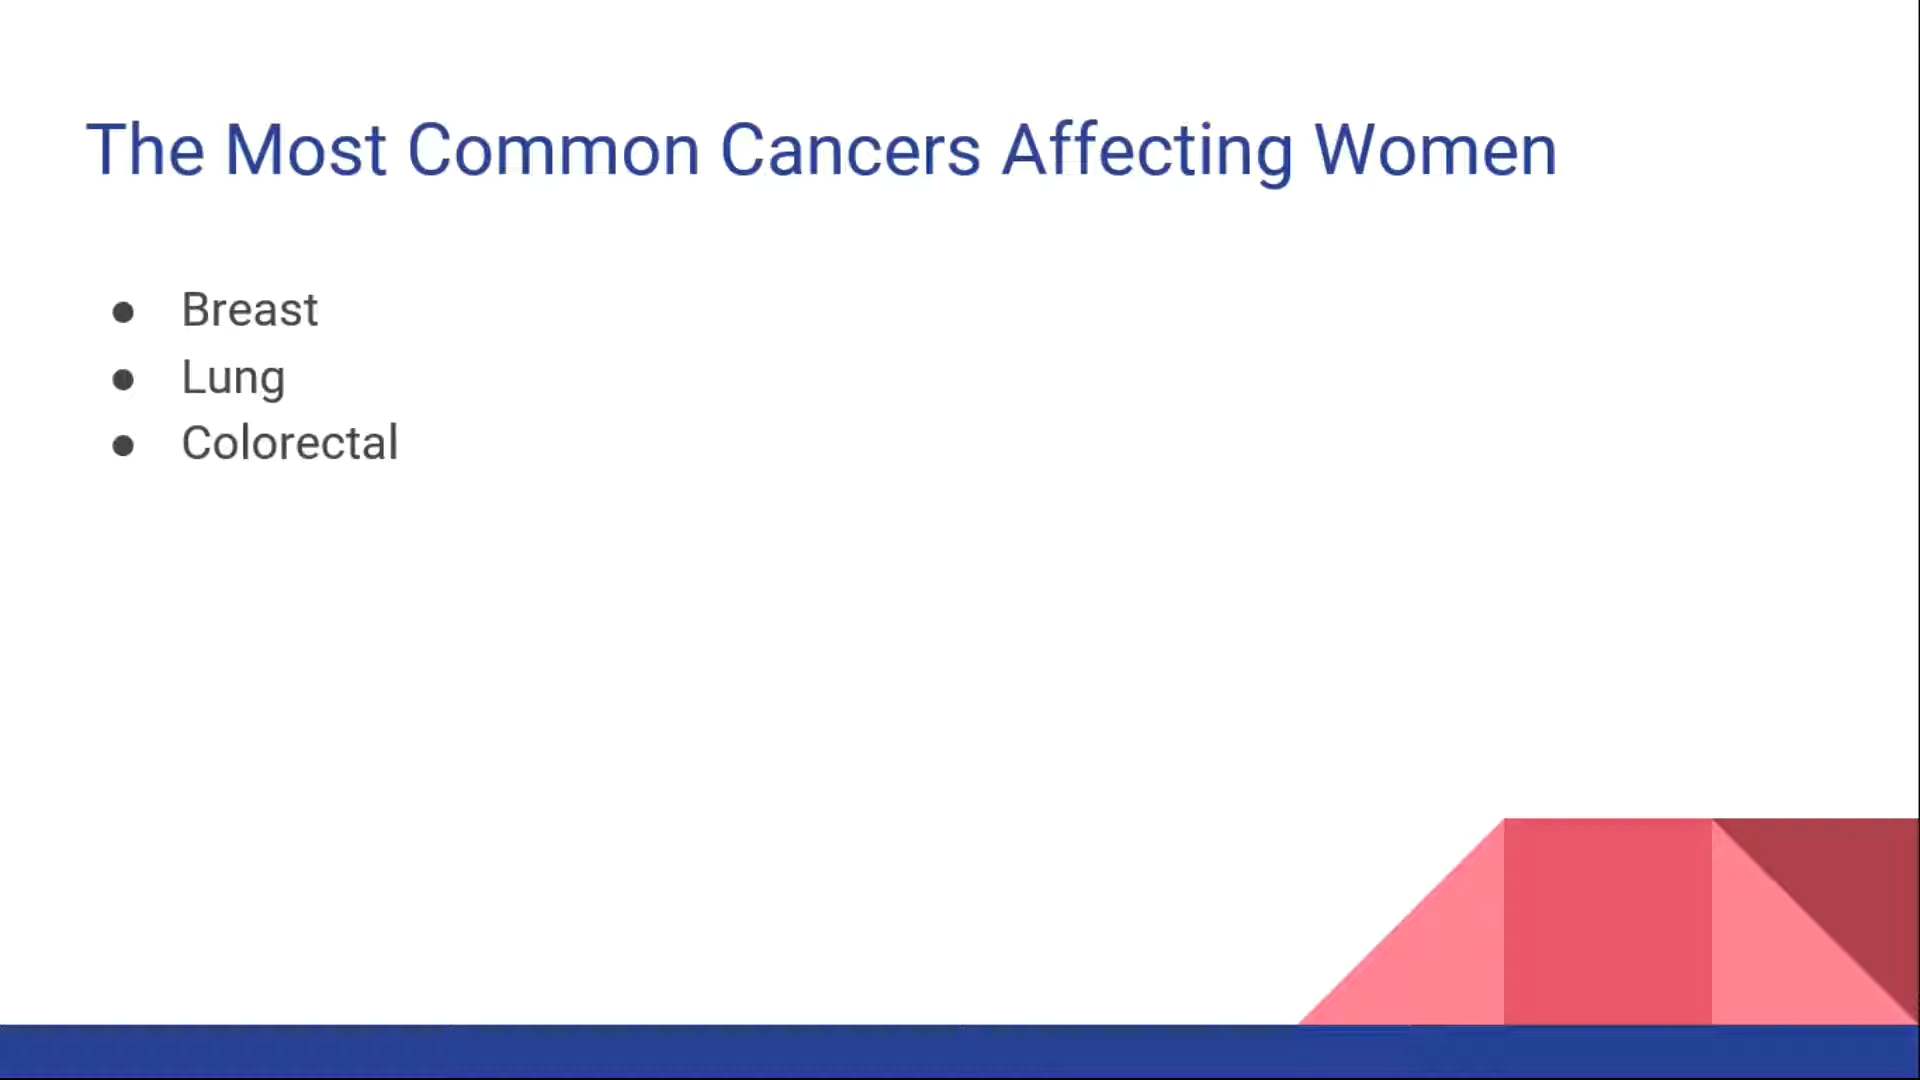 The Most Common Cancers Affecting Women
● Breast
● Lung
● Colorectal